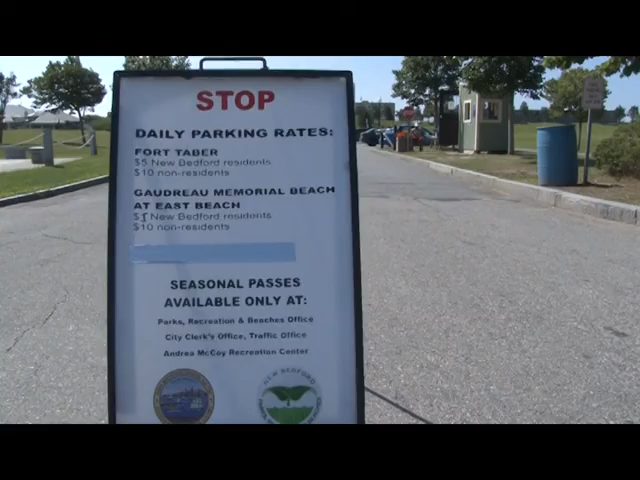 STOP
DAILY PARKING RATES:
FORT TABER
$5 New Bedford residents
$10 non-residents
GAUDREAU MEMORIAL BEACH
AT EAST BEACH
$5 New Bedford residents
$10 non-residents
SEASONAL PASSES
AVAILABLE ONLY AT:
Parks, Recreation & Beaches Office
City Clerk's Office, Traffic Office
Andrea McCoy Recreation Center
NEW BEDFORD